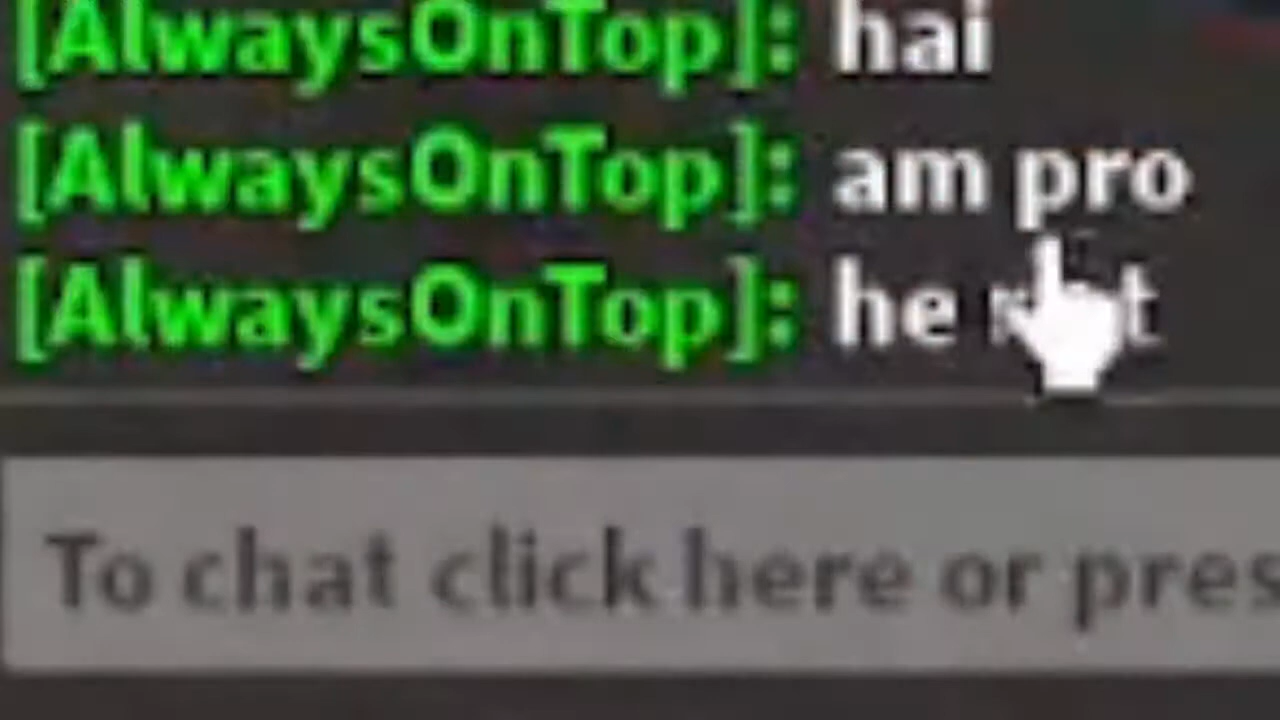 [AlwaysOnTop]: hai
[AlwaysOnTop]: am pro
[AlwaysOnTop]: he
To chat click here or pres